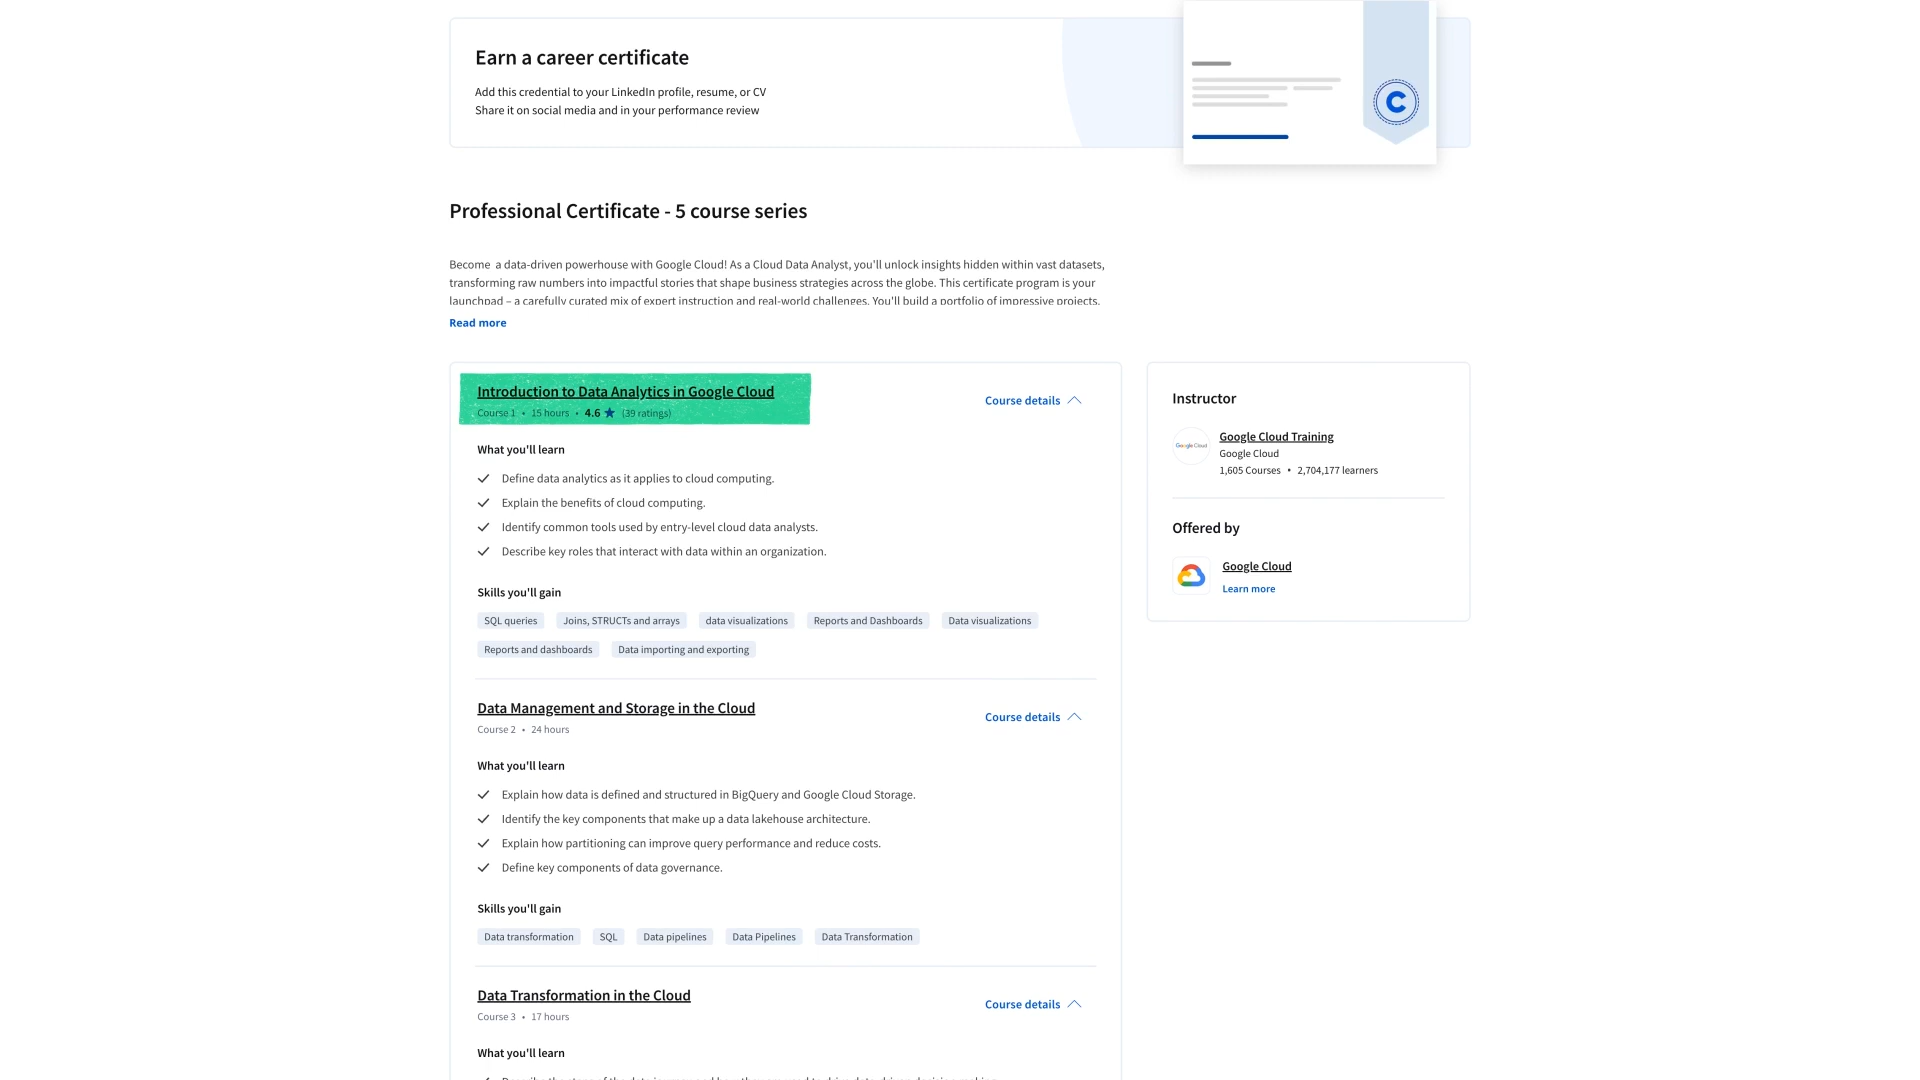 Earn a career certificate
Add this credential to your LinkedIn profile, resume, or CV
Share it on social media and in your performance review
C
Professional Certificate - 5 course series
Become a data-driven powerhouse with Google Cloud! As a Cloud Data Analyst, you'll unlock insights hidden within vast datasets,
transforming raw numbers into impactful stories that shape business strategies across the globe. This certificate program is your
launchpad – a carefully curated mix of expert instruction and real-world challenges. You'll build a portfolio of impressive projects,
Read more
Introduction to Data Analytics in Google Cloud
Course 1 • 15 hours • 4.6 ★ (39 ratings)
Course details
What you'll learn
Define data analytics as it applies to cloud computing.
Explain the benefits of cloud computing.
Identify common tools used by entry-level cloud data analysts.
Describe key roles that interact with data within an organization.
Skills you'll gain
SQL queries Joins, STRUCTs and arrays data visualizations Reports and Dashboards Data visualizations
Reports and dashboards Data importing and exporting
Data Management and Storage in the Cloud
Course 2 • 24 hours
Course details
What you'll learn
Explain how data is defined and structured in BigQuery and Google Cloud Storage.
Identify the key components that make up a data lakehouse architecture.
Explain how partitioning can improve query performance and reduce costs.
Define key components of data governance.
Skills you'll gain
Data transformation SQL Data pipelines Data Pipelines Data Transformation
Data Transformation in the Cloud
Course 3 • 17 hours
Course details
What you'll learn
Instructor
Google Cloud
Google Cloud Training
Google Cloud
1,605 Courses • 2,704,177 learners
Offered by
Google Cloud
Learn more